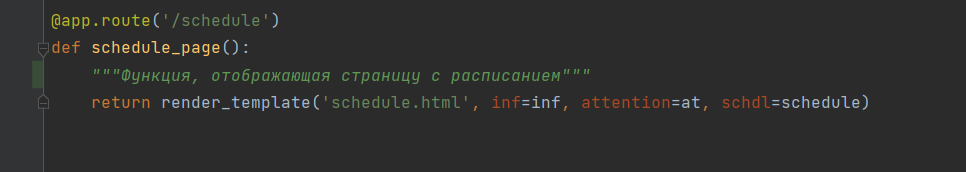 @app.route('/schedule')
def schedule_page():
"""Функция, отображающая страницу с расписанием"""
return render_template('schedule.html', inf=inf, attention=at, schdl=schedule)